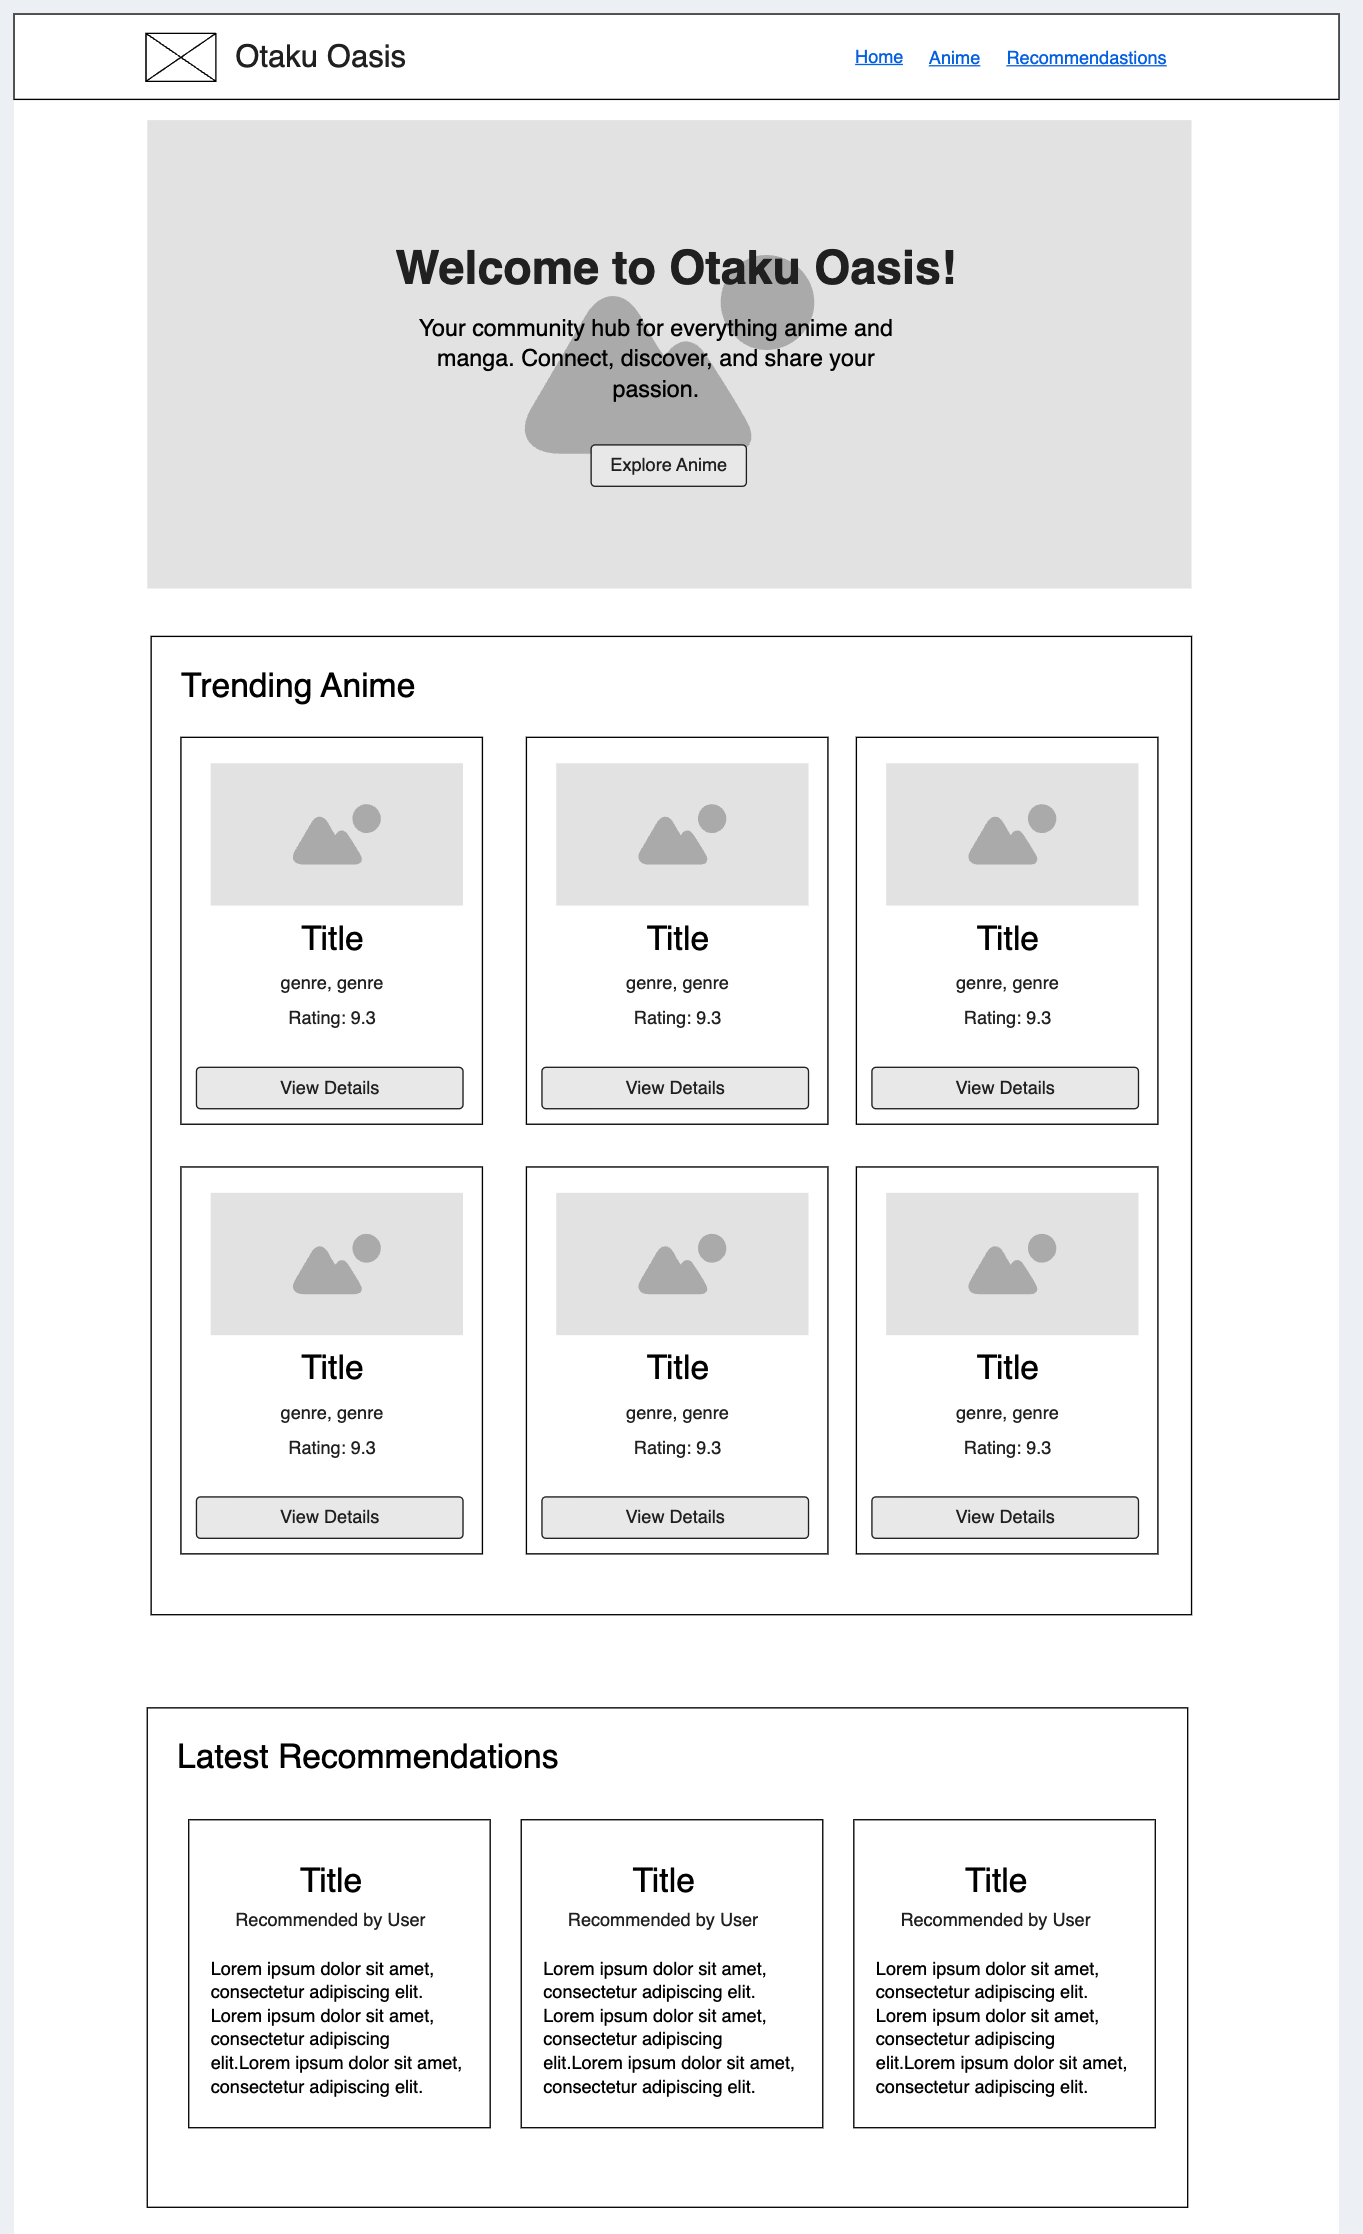 Otaku Oasis
Home Anime Recommendastions
Welcome to Otaku Oasis!
Your community hub for everything anime and
manga. Connect, discover, and share your
passion.
Explore Anime
Trending Anime
Title
genre, genre
Rating: 9.3
View Details
Title
genre, genre
Rating: 9.3
View Details
Title
genre, genre
Rating: 9.3
View Details
Title
genre, genre
Rating: 9.3
View Details
Title
genre, genre
Rating: 9.3
View Details
Title
genre, genre
Rating: 9.3
View Details
Latest Recommendations
Title
Recommended by User
Lorem ipsum dolor sit amet,
consectetur adipiscing elit.
Lorem ipsum dolor sit amet,
consectetur adipiscing
elit.Lorem ipsum dolor sit amet,
consectetur adipiscing elit.
Title
Recommended by User
Lorem ipsum dolor sit amet,
consectetur adipiscing elit.
Lorem ipsum dolor sit amet,
consectetur adipiscing
elit.Lorem ipsum dolor sit amet,
consectetur adipiscing elit.
Title
Recommended by User
Lorem ipsum dolor sit amet,
consectetur adipiscing elit.
Lorem ipsum dolor sit amet,
consectetur adipiscing
elit.Lorem ipsum dolor sit amet,
consectetur adipiscing elit.